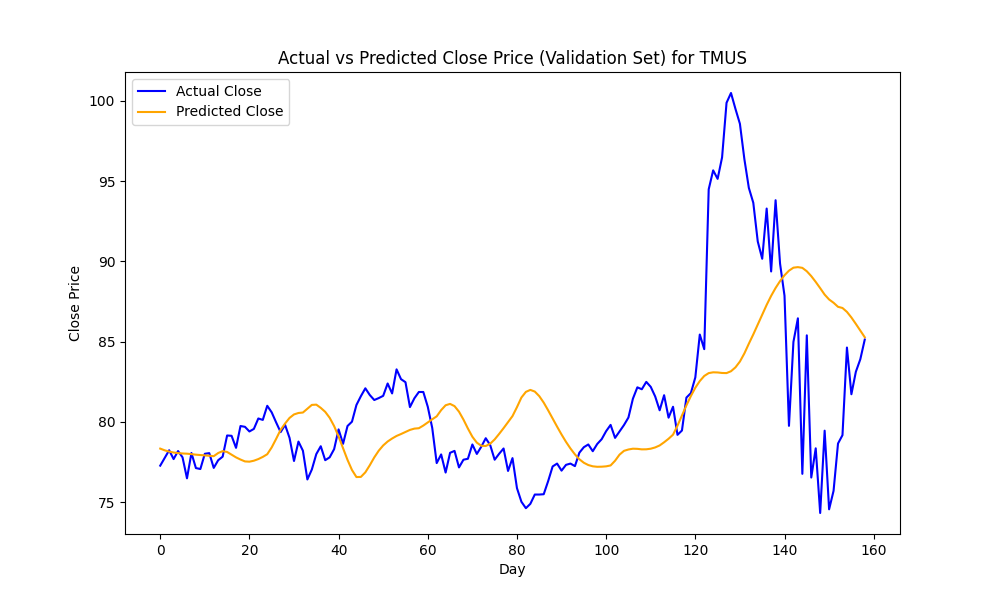 Actual vs Predicted Close Price (Validation Set) for TMUS
Actual Close
Predicted Close
100
95
90
85
80
75
Close Price
0 20 40 60 80 100 120 140 160
Day